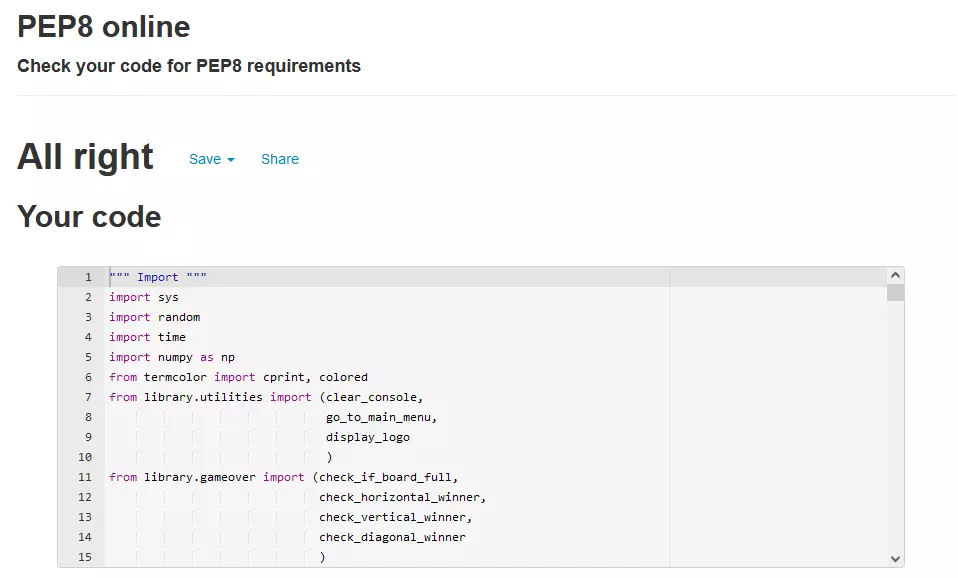 PEP8 online
Check your code for PEP8 requirements
All right Save Share
Your code
1 """ Import """
2 import sys
3 import random
4 import time
5 import numpy as np
6 from termcolor import cprint, colored
7 from library.utilities import (clear_console,
8 go_to_main_menu,
9 display_logo
10 )
11 from library.gameover import (check_if_board_full,
12 check_horizontal_winner,
13 check_vertical_winner,
14 check_diagonal_winner
15 )